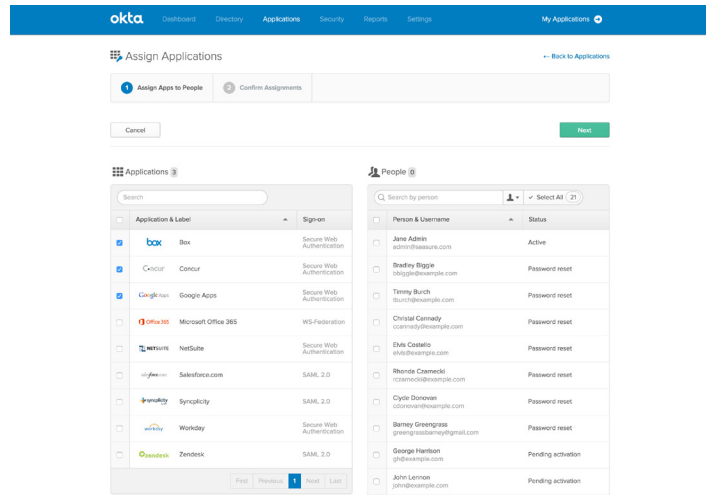 okta Dashboard Directory Applications Security Reports Settings My Applications
Assign Applications ← Back to Applications
1 Assign Apps to People 2 Confirm Assignments
Cancel Next
Applications 3
Search
Application & Label Sign-on
box Box Secure Web
Authentication
Concur Concur Secure Web
Authentication
Google Apps Google Apps Secure Web
Authentication
Office 365 Microsoft Office 365 WS-Federation
NETSUITE NetSuite Secure Web
Authentication
salesforce Salesforce.com SAML 2.0
syncplicity Syncplicity SAML 2.0
workday Workday Secure Web
Authentication
zendesk Zendesk SAML 2.0
First Previous 1 Next Last
People 0
Search by person Select All 21
Person & Username Status
Jane Admin Active
admin@saasure.com
Bradley Biggie Password reset
bbiggie@example.com
Timmy Burch Password reset
tburch@example.com
Christal Cannady Password reset
ccannady@example.com
Elvis Costello Password reset
elvis@example.com
Rhonda Czarnecki Password reset
rczarnecki@example.com
Clyde Donovan Password reset
cdonovan@example.com
Barney Greengrass Password reset
greengrassbarney@gmail.com
George Harrison Pending activation
gh@example.com
John Lennon Pending activation
john@example.com